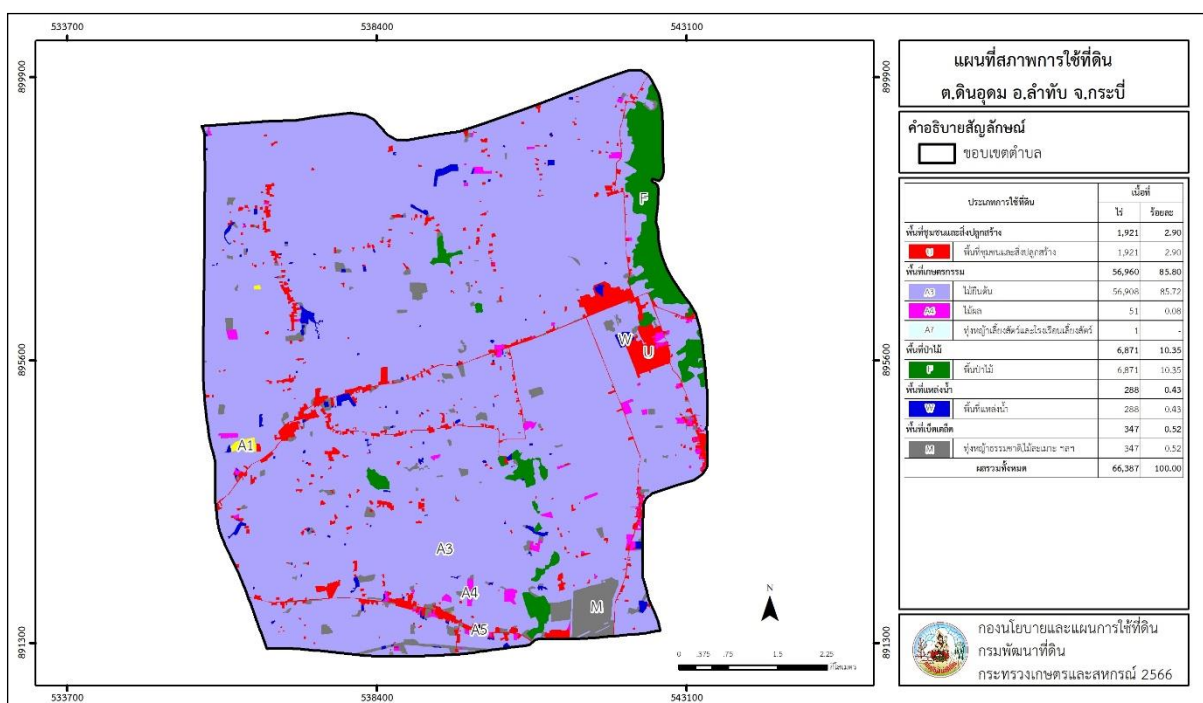 533700 538400 543100
แผนที่สภาพการใช้ที่ดิน
ต.ดินอุดม อ.ลำทับ จ.กระบี่
คำอธิบายสัญลักษณ์
ขอบเขตตำบล
ประเภทการใช้ที่ดิน เนื้อที่
ไร่ ร้อยละ
พื้นที่ชุมชนและสิ่งปลูกสร้าง 1,921 2.90
U พื้นที่ชุมชนและสิ่งปลูกสร้าง 1,921 2.90
พื้นที่เกษตรกรรม 56,960 85.80
A3 ไม้ยืนต้น 56,908 85.72
A4 ไม้ผล 51 0.08
A7 ทุ่งหญ้าเลี้ยงสัตว์และโรงเรือนเลี้ยงสัตว์ 1 -
พื้นที่ป่าไม้ 6,871 10.35
F พื้นป่าไม้ 6,871 10.35
พื้นที่แหล่งน้ำ 288 0.43
W พื้นที่แหล่งน้ำ 288 0.43
พื้นที่เบ็ดเตล็ด 347 0.52
M ทุ่งหญ้าธรรมชาติ,ไม้ละเมาะ ฯลฯ 347 0.52
ผลรวมทั้งหมด 66,387 100.00
899900 899900
F
895600 895600
W
U
A1
A3
A4
M
A5
N
891300 891300
0 .375 .75 1.5 2.25
กิโลเมตร
533700 538400 543100
กองนโยบายและแผนการใช้ที่ดิน
กรมพัฒนาที่ดิน
กระทรวงเกษตรและสหกรณ์ 2566